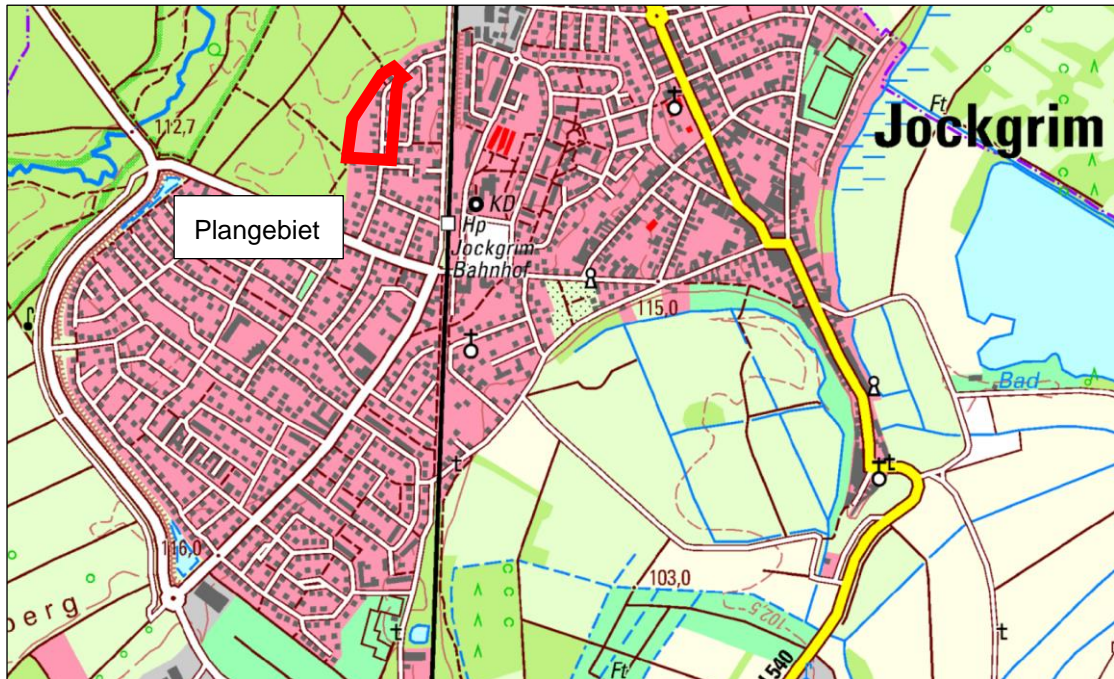 112,7
Ft
Jockgrim
Plangebiet
KD
Hp
Jockgrim
Bahnhof
115,0
Bad
116,0
berg
103,0
102,5
L540
Ft